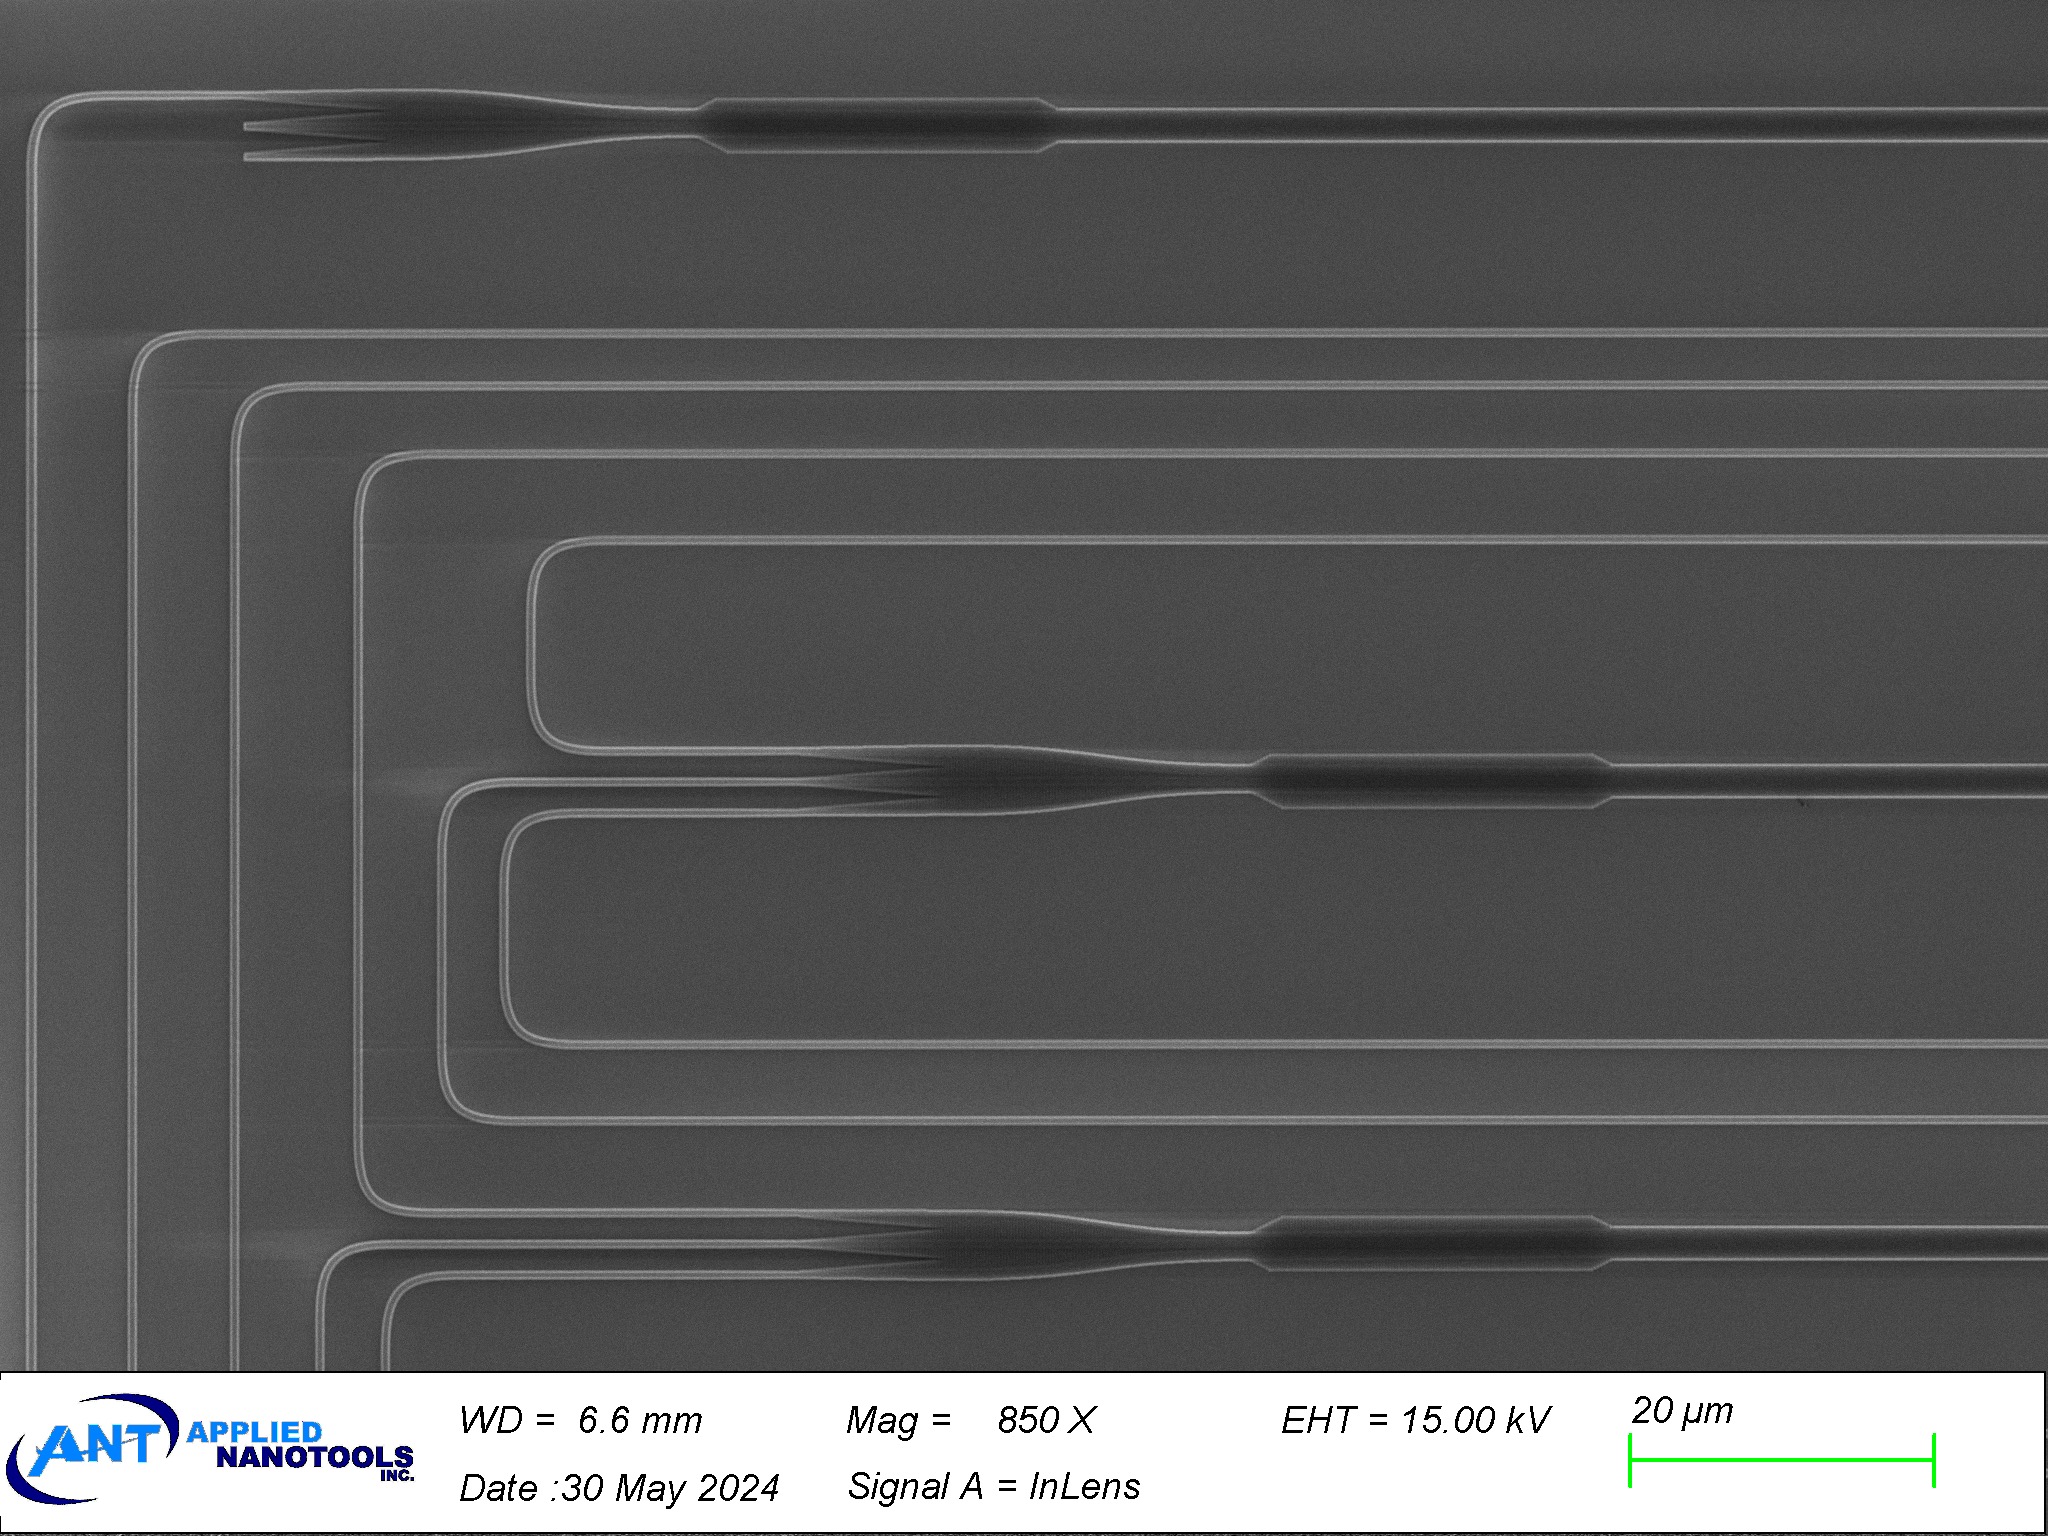 ANT APPLIED
NANOTOOLS
INC.
WD = 6.6 mm Mag = 850 X EHT = 15.00 kV 20 µm
Date :30 May 2024 Signal A = InLens